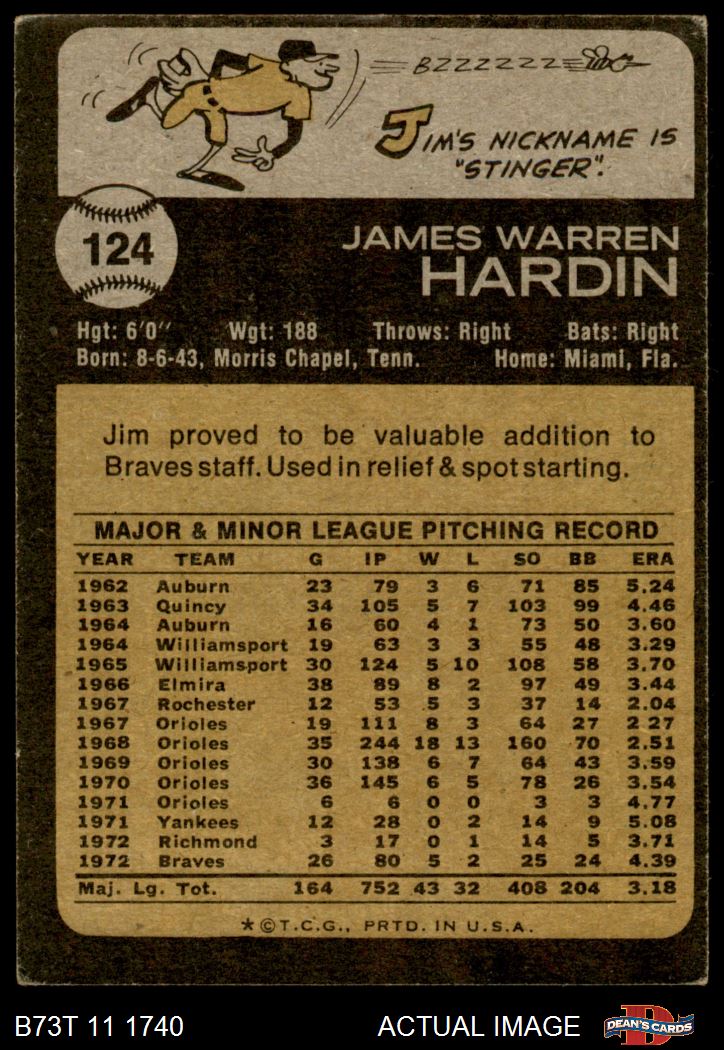 BZZZZZZZ
JIM'S NICKNAME IS
"STINGER".
124
JAMES WARREN
HARDIN
Hgt: 6'0" Wgt: 188 Throws: Right Bats: Right
Born: 8-6-43, Morris Chapel, Tenn. Home: Miami, Fla.
Jim proved to be valuable addition to
Braves staff. Used in relief & spot starting.
MAJOR & MINOR LEAGUE PITCHING RECORD
YEAR TEAM G IP W L SO BB ERA
1962 Auburn 23 79 3 6 71 85 5.24
1963 Quincy 34 105 5 7 103 99 4.46
1964 Auburn 16 60 4 1 73 50 3.60
1964 Williamsport 19 63 3 3 55 48 3.29
1965 Williamsport 30 124 5 10 108 58 3.70
1966 Elmira 38 89 8 2 97 49 3.44
1967 Rochester 12 53 5 3 37 14 2.04
1967 Orioles 19 111 8 3 64 27 2 27
1968 Orioles 35 244 18 13 160 70 2.51
1969 Orioles 30 138 6 7 64 43 3.59
1970 Orioles 36 145 6 5 78 26 3.54
1971 Orioles 6 6 0 0 3 3 4.77
1971 Yankees 12 28 0 2 14 9 5.08
1972 Richmond 3 17 0 1 14 5 3.71
1972 Braves 26 80 5 2 25 24 4.39
Maj. Lg. Tot. 164 752 43 32 408 204 3.18
*©T.C.G., PRTD. IN U.S.A.
B73T 11 1740 ACTUAL IMAGE DEAN'S CARDS